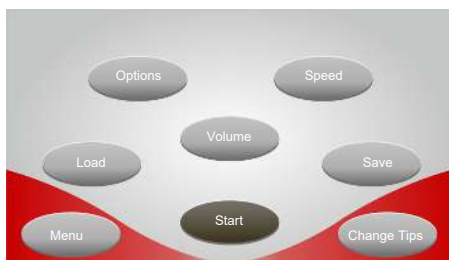 Options
Speed
Volume
Load
Save
Start
Menu
Change Tips